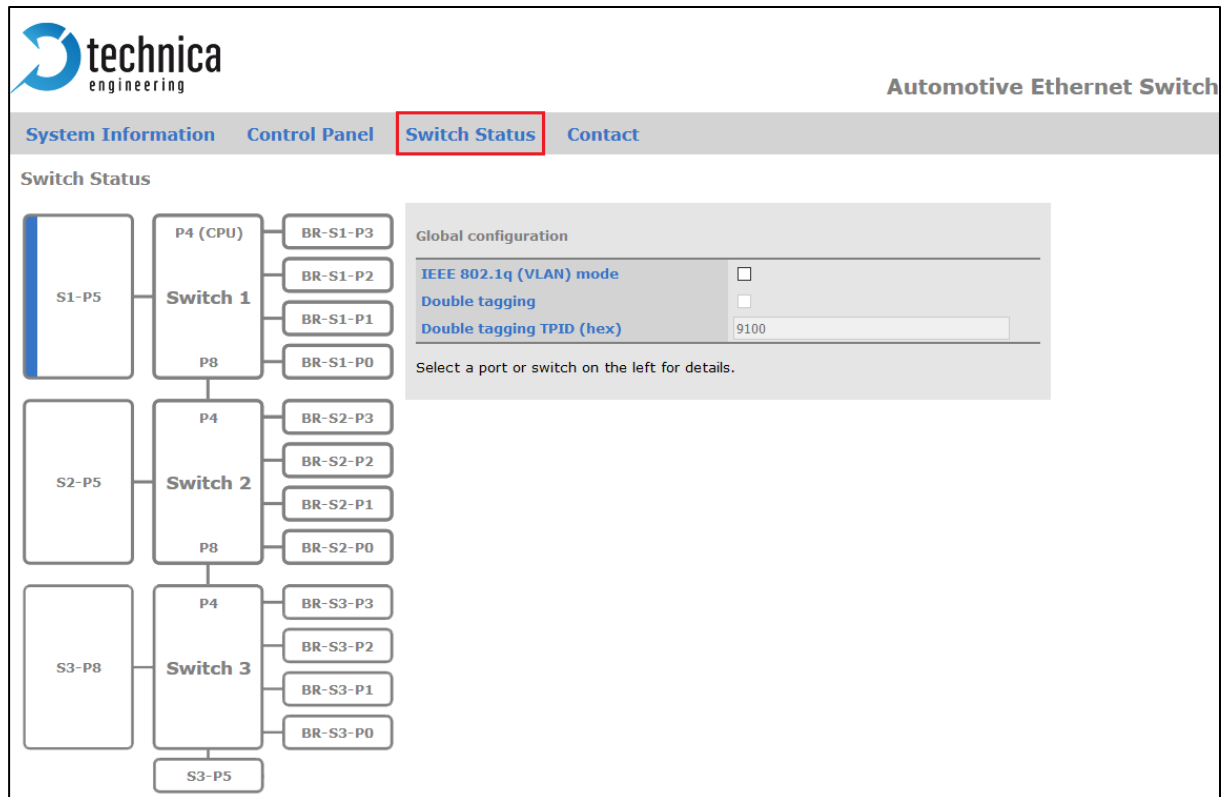 technica
engineering
Automotive Ethernet Switch
System Information Control Panel Switch Status Contact
Switch Status
S1-P5
P4 (CPU)
Switch 1
P8
BR-S1-P3
BR-S1-P2
BR-S1-P1
BR-S1-P0
S2-P5
P4
Switch 2
P8
BR-S2-P3
BR-S2-P2
BR-S2-P1
BR-S2-P0
S3-P8
P4
Switch 3
BR-S3-P3
BR-S3-P2
BR-S3-P1
BR-S3-P0
S3-P5
Global configuration
IEEE 802.1q (VLAN) mode
Double tagging
Double tagging TPID (hex) 9100
Select a port or switch on the left for details.